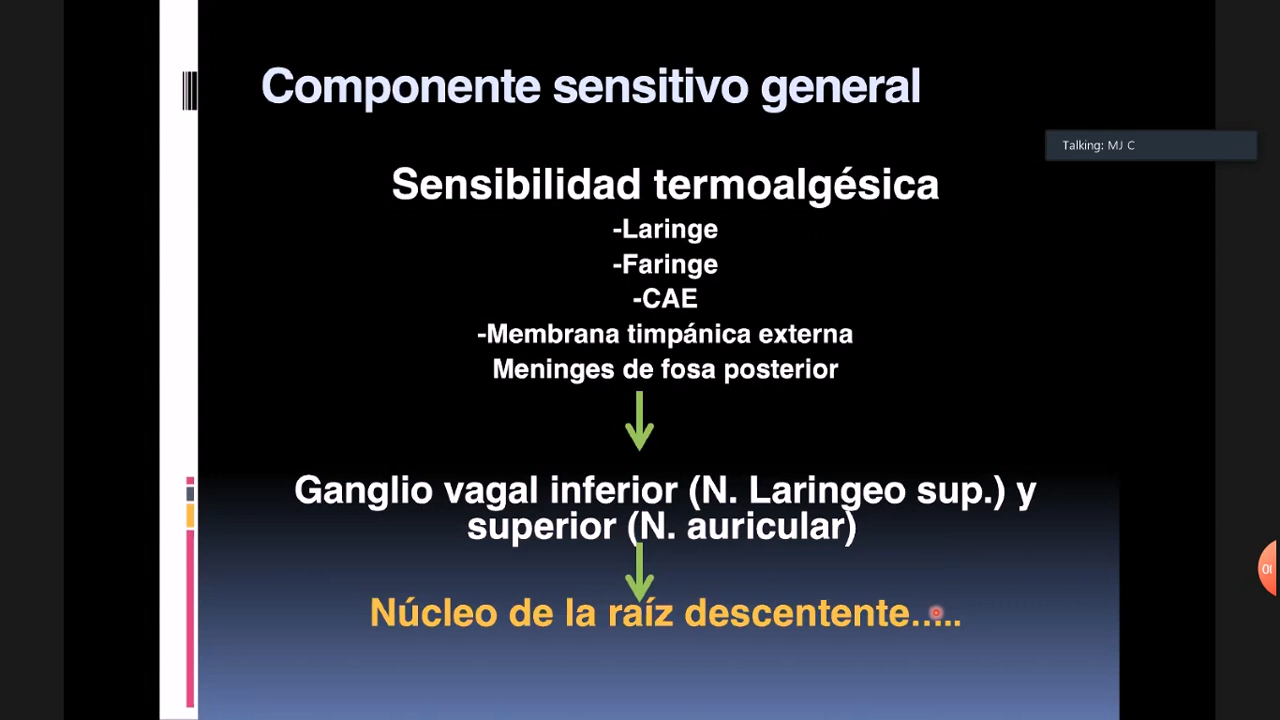 Componente sensitivo general
Talking: MJ C
Sensibilidad termoalgésica
-Laringe
-Faringe
-CAE
-Membrana timpánica externa
Meninges de fosa posterior
Ganglio vagal inferior (N. Laringeo sup.) y
superior (N. auricular)
Núcleo de la raíz descentente…..